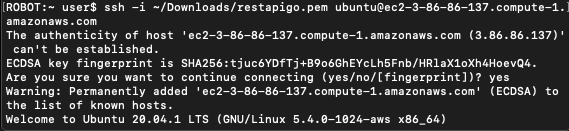 [ROBOT:~ user$ ssh -i ~/Downloads/restapigo.pem ubuntu@ec2-3-86-86-137.compute-1.]
amazonaws.com
The authenticity of host 'ec2-3-86-86-137.compute-1.amazonaws.com (3.86.86.137)'
 can't be established.
ECDSA key fingerprint is SHA256:tjuc6YDfTj+B9o6GhEYcLh5Fnb/HRlaX1oXh4HoevQ4.
Are you sure you want to continue connecting (yes/no/[fingerprint])? yes
Warning: Permanently added 'ec2-3-86-86-137.compute-1.amazonaws.com' (ECDSA) to
the list of known hosts.
Welcome to Ubuntu 20.04.1 LTS (GNU/Linux 5.4.0-1024-aws x86_64)